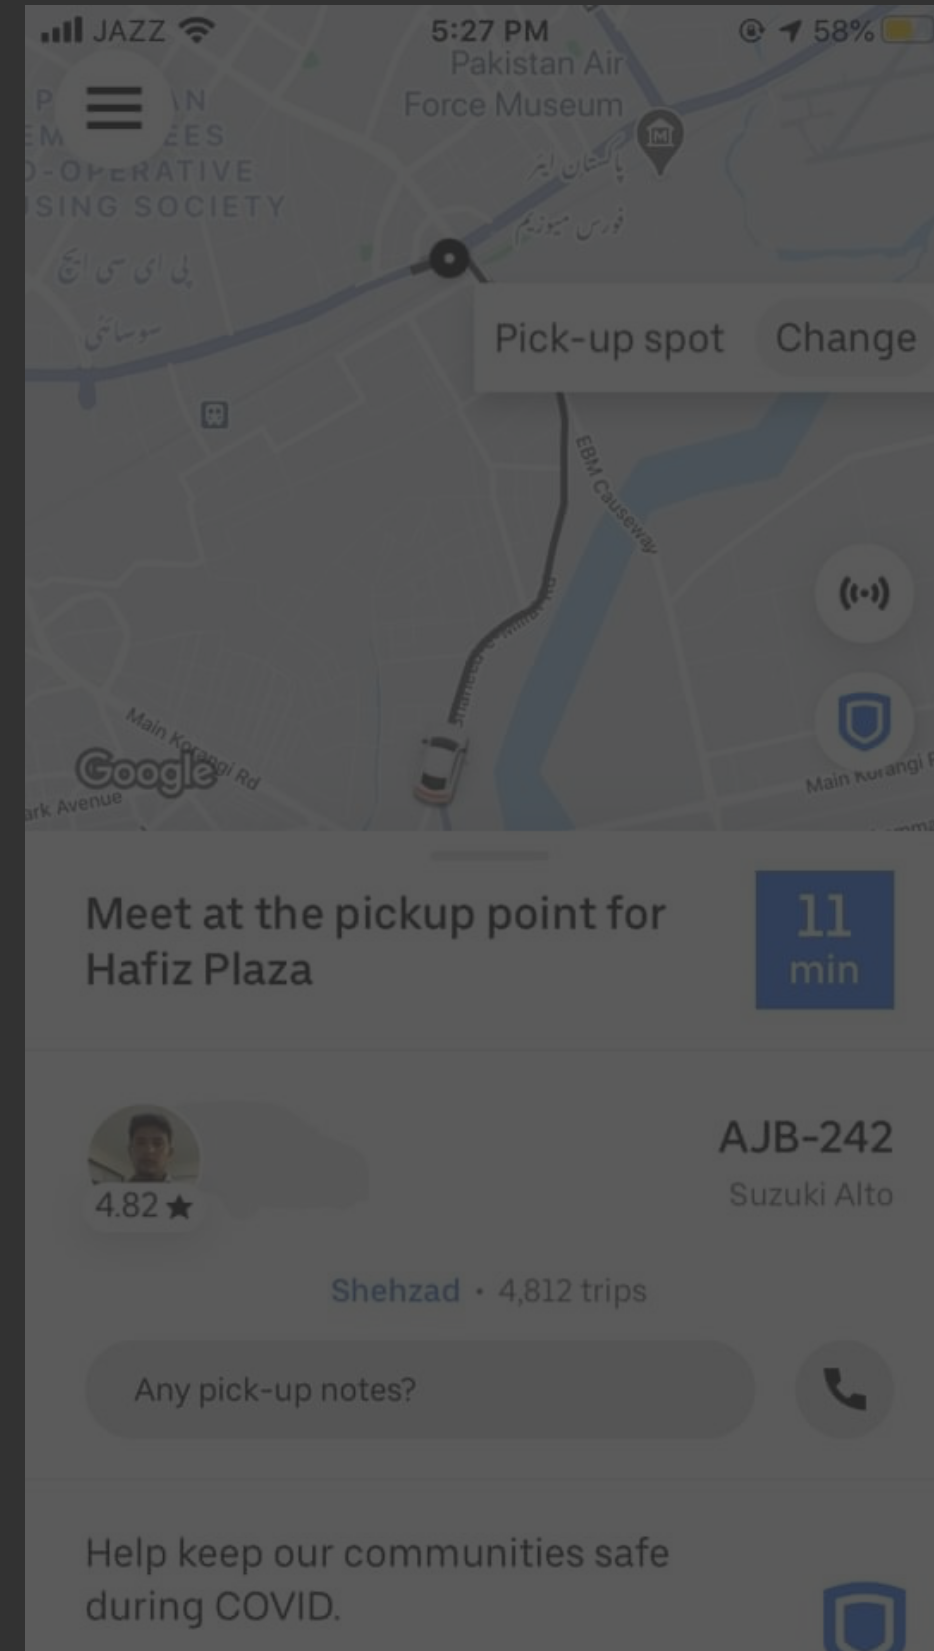 JAZZ 5:27 PM 58%
Pakistan Air
Force Museum
پاکستان ایئر
فورس میوزیم
O-OPERATIVE
SING SOCIETY
پی ای سی ایچ
سوسائٹی
Pick-up spot Change
EBM Causeway
Main Korangi Rd
Google
ark Avenue
Main Korangi R
Meet at the pickup point for
Hafiz Plaza
11
min
4.82
AJB-242
Suzuki Alto
Shehzad • 4,812 trips
Any pick-up notes?
Help keep our communities safe
during COVID.